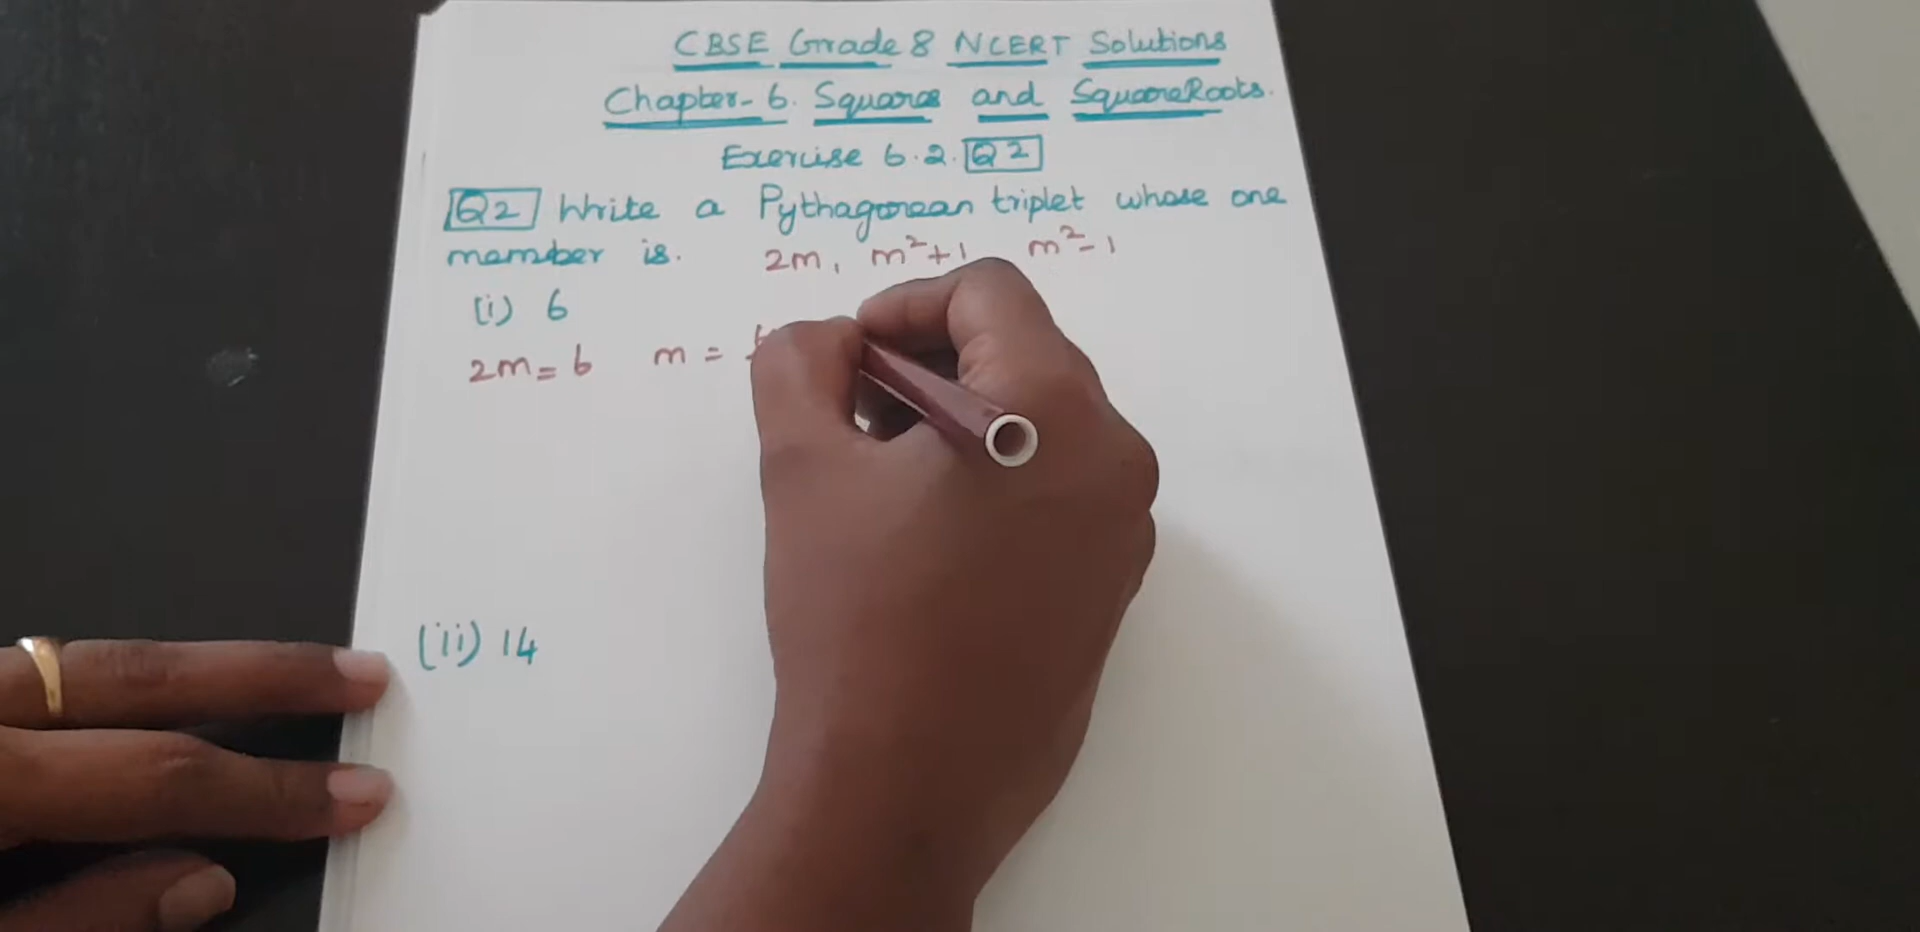 CBSE Grade 8 NCERT Solutions
Chapter-6. Squares and SquareRoots.
Exercise 6.2. Q2
Q2 Write a Pythagorean triplet whose one
member is. 2m, m²+1 m²-1
(i) 6
2m = 6 m = 6
(ii) 14